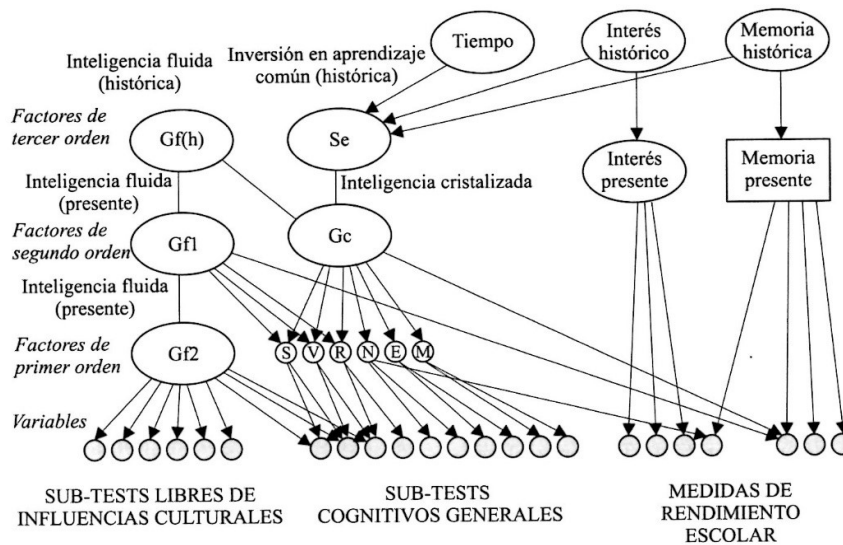 Inteligencia fluida
(histórica)
Inversión en aprendizaje
común (histórica)
Tiempo
Interés
histórico
Memoria
histórica
Factores de
tercer orden
Gf(h)
Se
Inteligencia fluida
(presente)
Inteligencia cristalizada
Interés
presente
Memoria
presente
Factores de
segundo orden
Gf1
Gc
Inteligencia fluida
(presente)
Factores de
primer orden
Gf2
S V R N E M
Variables
SUB-TESTS LIBRES DE
INFLUENCIAS CULTURALES
SUB-TESTS
COGNITIVOS GENERALES
MEDIDAS DE
RENDIMIENTO
ESCOLAR